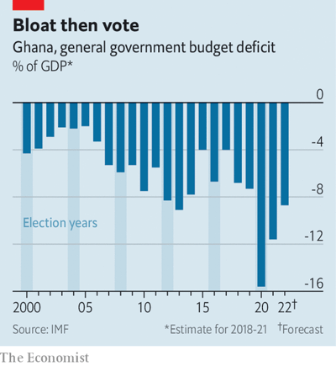 Bloat then vote
Ghana, general government budget deficit
% of GDP*
0
-4
-8
Election years
-12
-16
2000 05 10 15 20 22†
Source: IMF *Estimate for 2018-21 †Forecast
The Economist